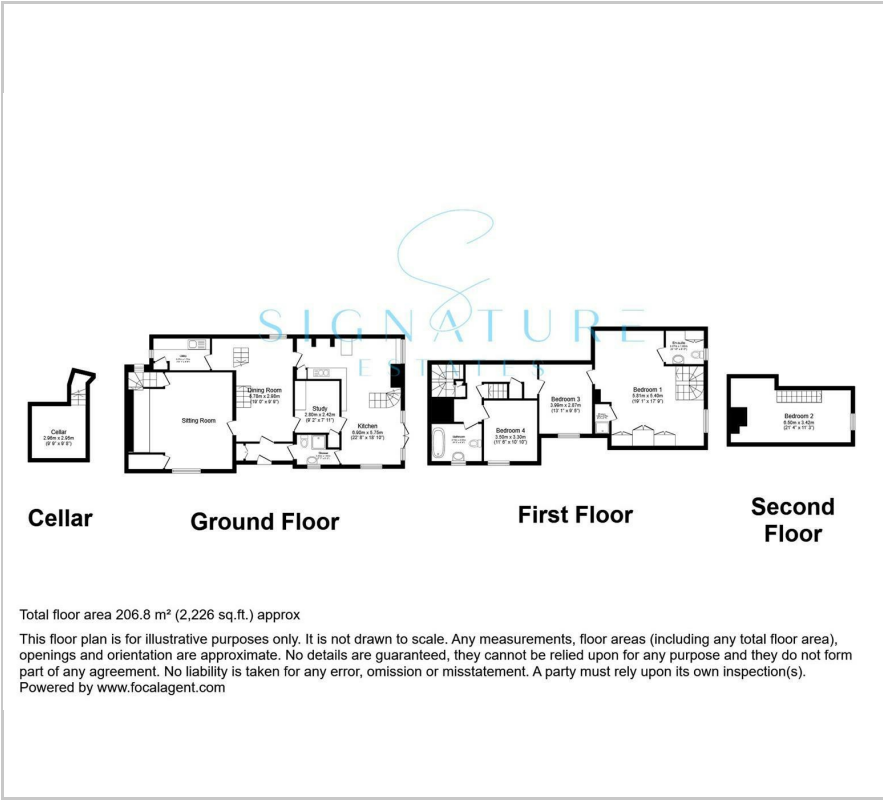 SIGNATURE
ESTATES
Cellar
2.96m x 2.95m
(9' 9" x 9' 8")
Sitting Room
Dining Room
5.78m x 2.88m
(19' 0" x 9' 6")
Study
2.80m x 2.42m
(9' 2" x 7' 11")
Kitchen
6.90m x 5.75m
(22' 8" x 18' 10")
Bedroom 4
3.50m x 3.30m
(11' 6" x 10' 10")
Bedroom 3
3.99m x 2.87m
(13' 1" x 9' 5")
Bedroom 1
5.81m x 5.40m
(19' 1" x 17' 9")
Ensuite
Bedroom 2
6.50m x 3.42m
(21' 4" x 11' 3")
Cellar
Ground Floor
First Floor
Second
Floor
Total floor area 206.8 m² (2,226 sq.ft.) approx
This floor plan is for illustrative purposes only. It is not drawn to scale. Any measurements, floor areas (including any total floor area),
openings and orientation are approximate. No details are guaranteed, they cannot be relied upon for any purpose and they do not form
part of any agreement. No liability is taken for any error, omission or misstatement. A party must rely upon its own inspection(s).
Powered by www.focalagent.com